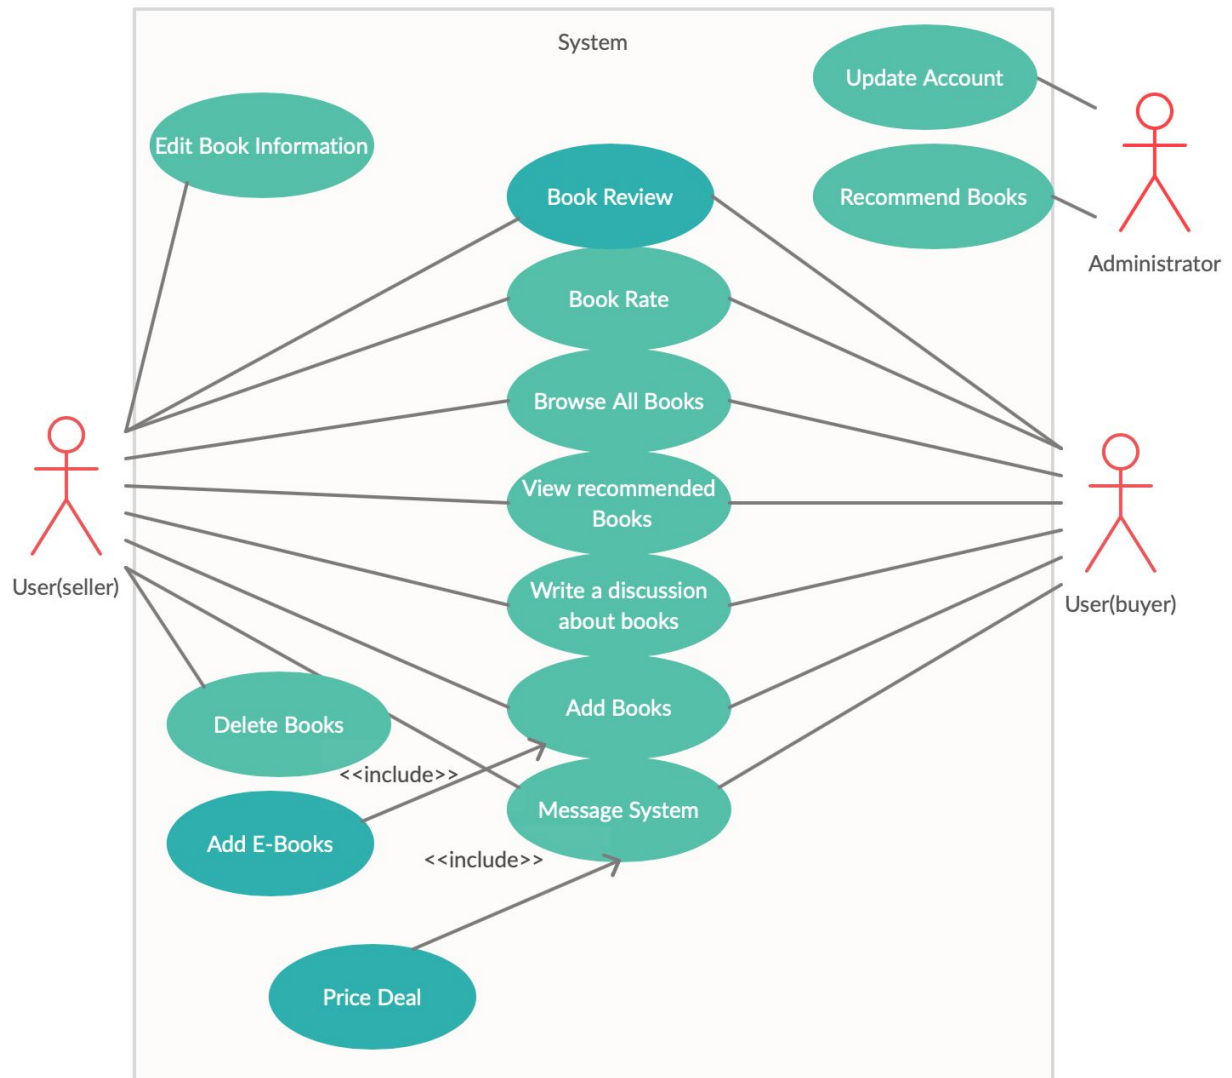 System
Update Account
Edit Book Information
Book Review
Recommend Books
Administrator
Book Rate
Browse All Books
View recommended
Books
User(seller)
Write a discussion
about books
User(buyer)
Add Books
Delete Books
<<include>>
Message System
Add E-Books
<<include>>
Price Deal